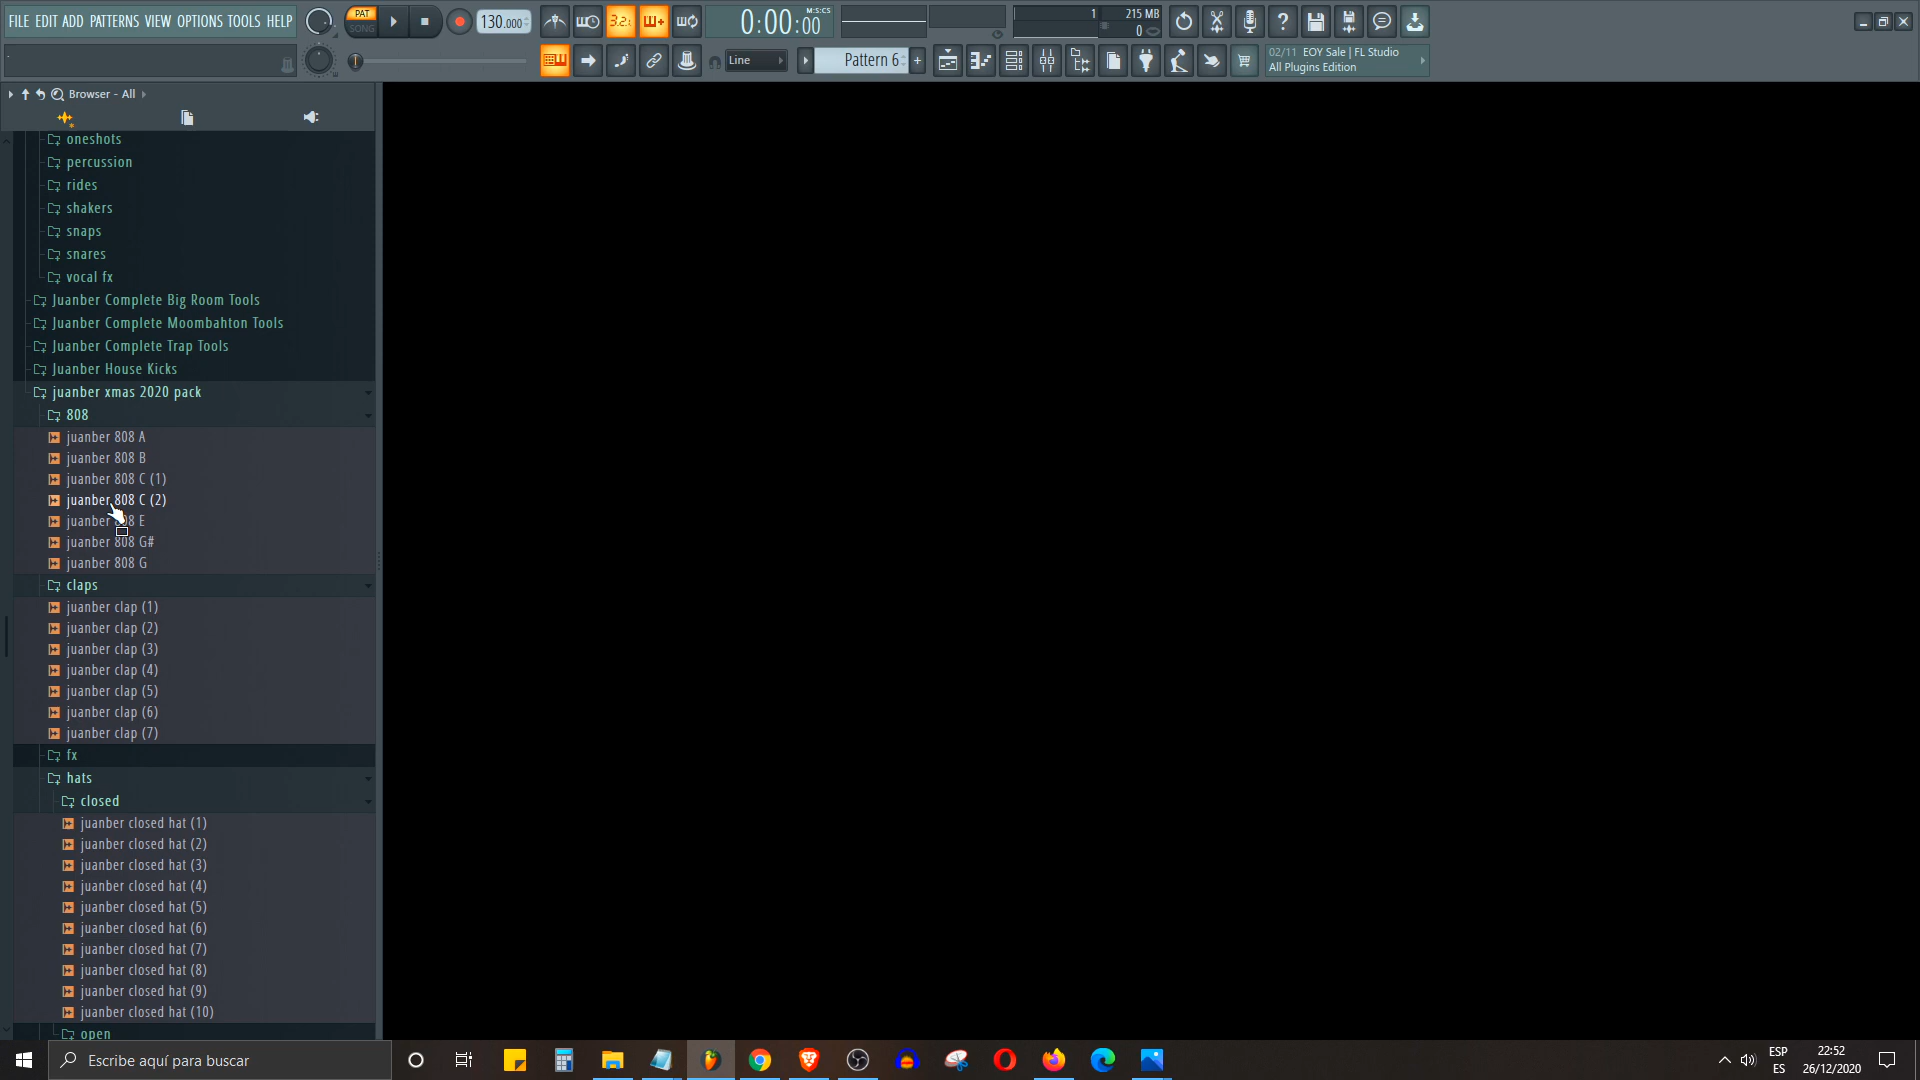 FILE EDIT ADD PATTERNS VIEW OPTIONS TOOLS HELP
PAT
SONG
130.000
3.2.
0:00:00
M:S:CS
1
215 MB
0
Line
Pattern 6
02/11 EOY Sale | FL Studio
All Plugins Edition
Browser - All
oneshots
percussion
rides
shakers
snaps
snares
vocal fx
Juanber Complete Big Room Tools
Juanber Complete Moombahton Tools
Juanber Complete Trap Tools
Juanber House Kicks
juanber xmas 2020 pack
808
juanber 808 A
juanber 808 B
juanber 808 C (1)
juanber 808 C (2)
juanber 808 E
juanber 808 G#
juanber 808 G
claps
juanber clap (1)
juanber clap (2)
juanber clap (3)
juanber clap (4)
juanber clap (5)
juanber clap (6)
juanber clap (7)
fx
hats
closed
juanber closed hat (1)
juanber closed hat (2)
juanber closed hat (3)
juanber closed hat (4)
juanber closed hat (5)
juanber closed hat (6)
juanber closed hat (7)
juanber closed hat (8)
juanber closed hat (9)
juanber closed hat (10)
open
Escribe aquí para buscar
ESP
ES
22:52
26/12/2020